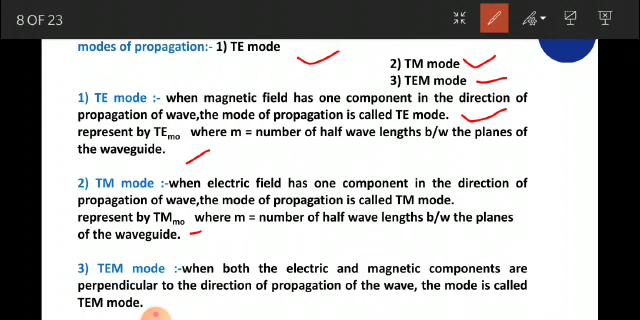 8 OF 23
modes of propagation:- 1) TE mode
2) TM mode
3) TEM mode
1) TE mode :- when magnetic field has one component in the direction of
propagation of wave,the mode of propagation is called TE mode.
represent by TEmo where m = number of half wave lengths b/w the planes of
the waveguide.
2) TM mode :-when electric field has one component in the direction of
propagation of wave,the mode of propagation is called TM mode.
represent by TMmo where m = number of half wave lengths b/w the planes
of the waveguide.
3) TEM mode :-when both the electric and magnetic components are
perpendicular to the direction of propagation of the wave, the mode is called
TEM mode.